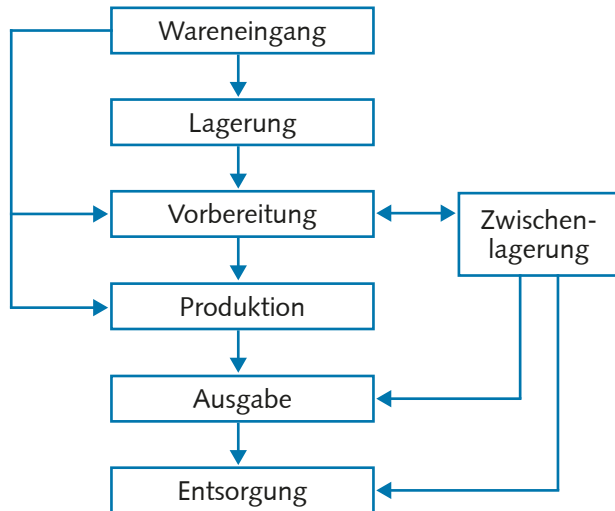 Wareneingang
Lagerung
Vorbereitung
Zwischen-
lagerung
Produktion
Ausgabe
Entsorgung